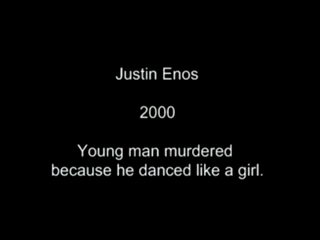 Justin Enos
2000
Young man murdered
because he danced like a girl.